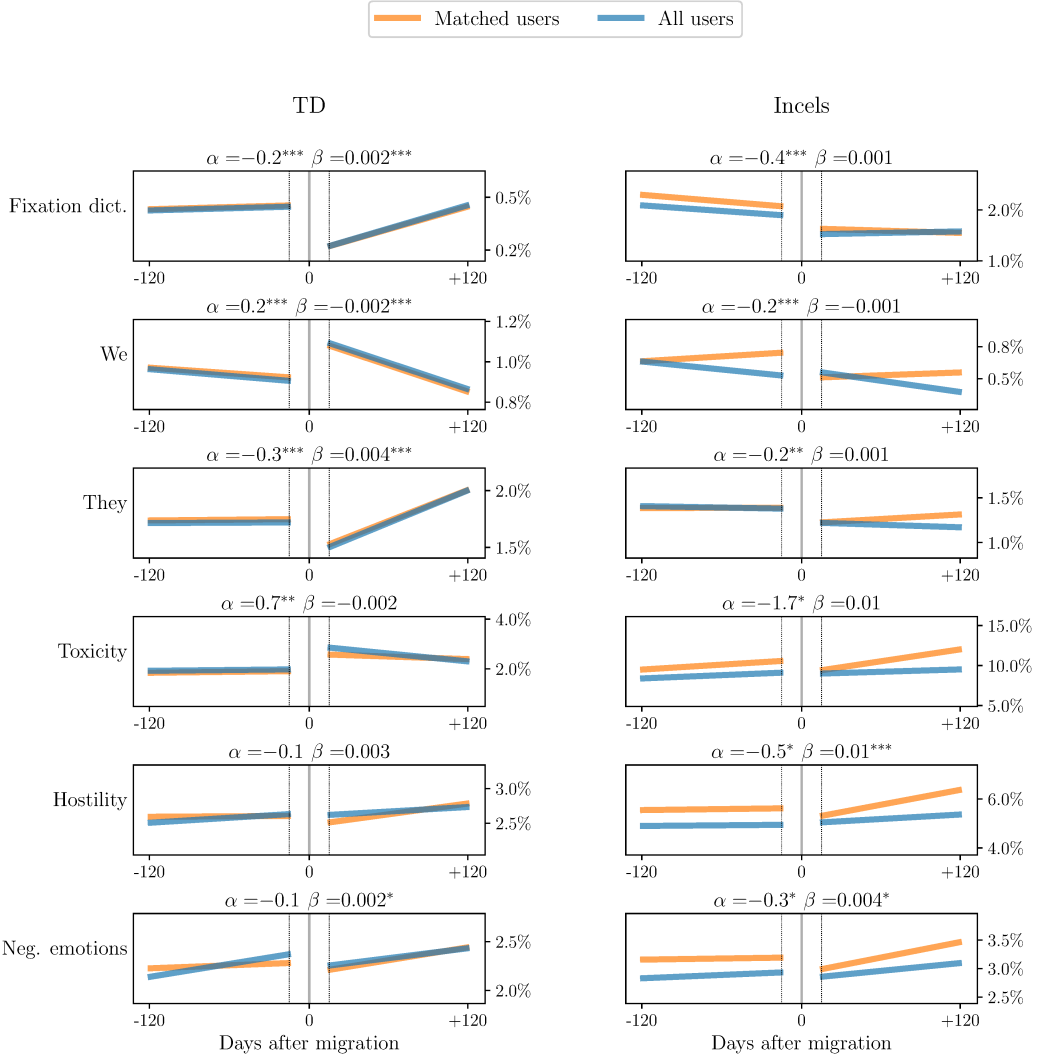 Matched users All users
TD Incels
α =−0.2*** β =0.002*** α =−0.4*** β =0.001
Fixation dict. 0.5% 2.0%
0.2% 1.0%
-120 0 +120 -120 0 +120
α =0.2*** β =−0.002*** α =−0.2*** β =−0.001
1.2%
We 1.0% 0.8%
0.8% 0.5%
-120 0 +120 -120 0 +120
α =−0.3*** β =0.004*** α =−0.2** β =0.001
They 2.0% 1.5%
1.5% 1.0%
-120 0 +120 -120 0 +120
α =0.7** β =−0.002 α =−1.7* β =0.01
4.0% 15.0%
Toxicity 2.0% 10.0%
5.0%
-120 0 +120 -120 0 +120
α =−0.1 β =0.003 α =−0.5* β =0.01***
Hostility 3.0% 6.0%
2.5% 4.0%
-120 0 +120 -120 0 +120
α =−0.1 β =0.002* α =−0.3* β =0.004*
Neg. emotions 2.5% 3.5%
3.0%
2.0% 2.5%
-120 0 +120 -120 0 +120
Days after migration Days after migration